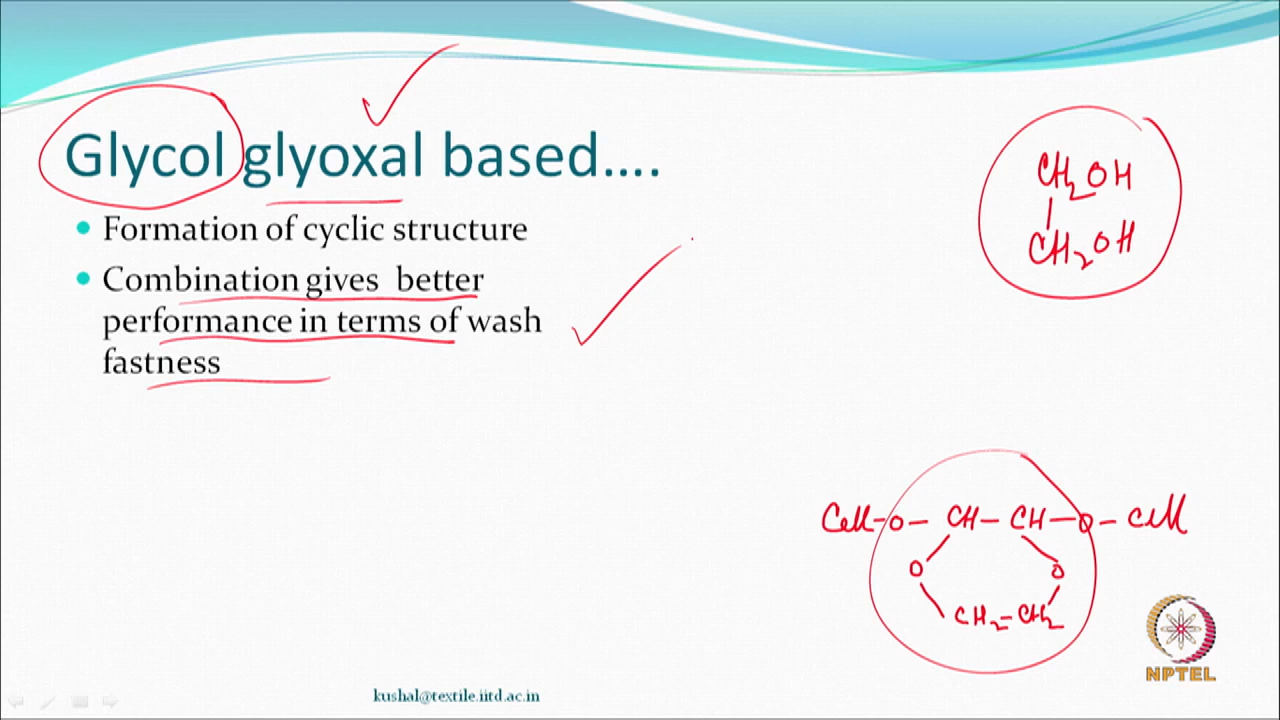 Glycol glyoxal based....
CH2OH
CH2OH
Formation of cyclic structure
Combination gives better
performance in terms of wash
fastness
Cell-O-CH-CH-O-Cell
O O
CH2-CH2
NPTEL
kushal@textile.iitd.ac.in